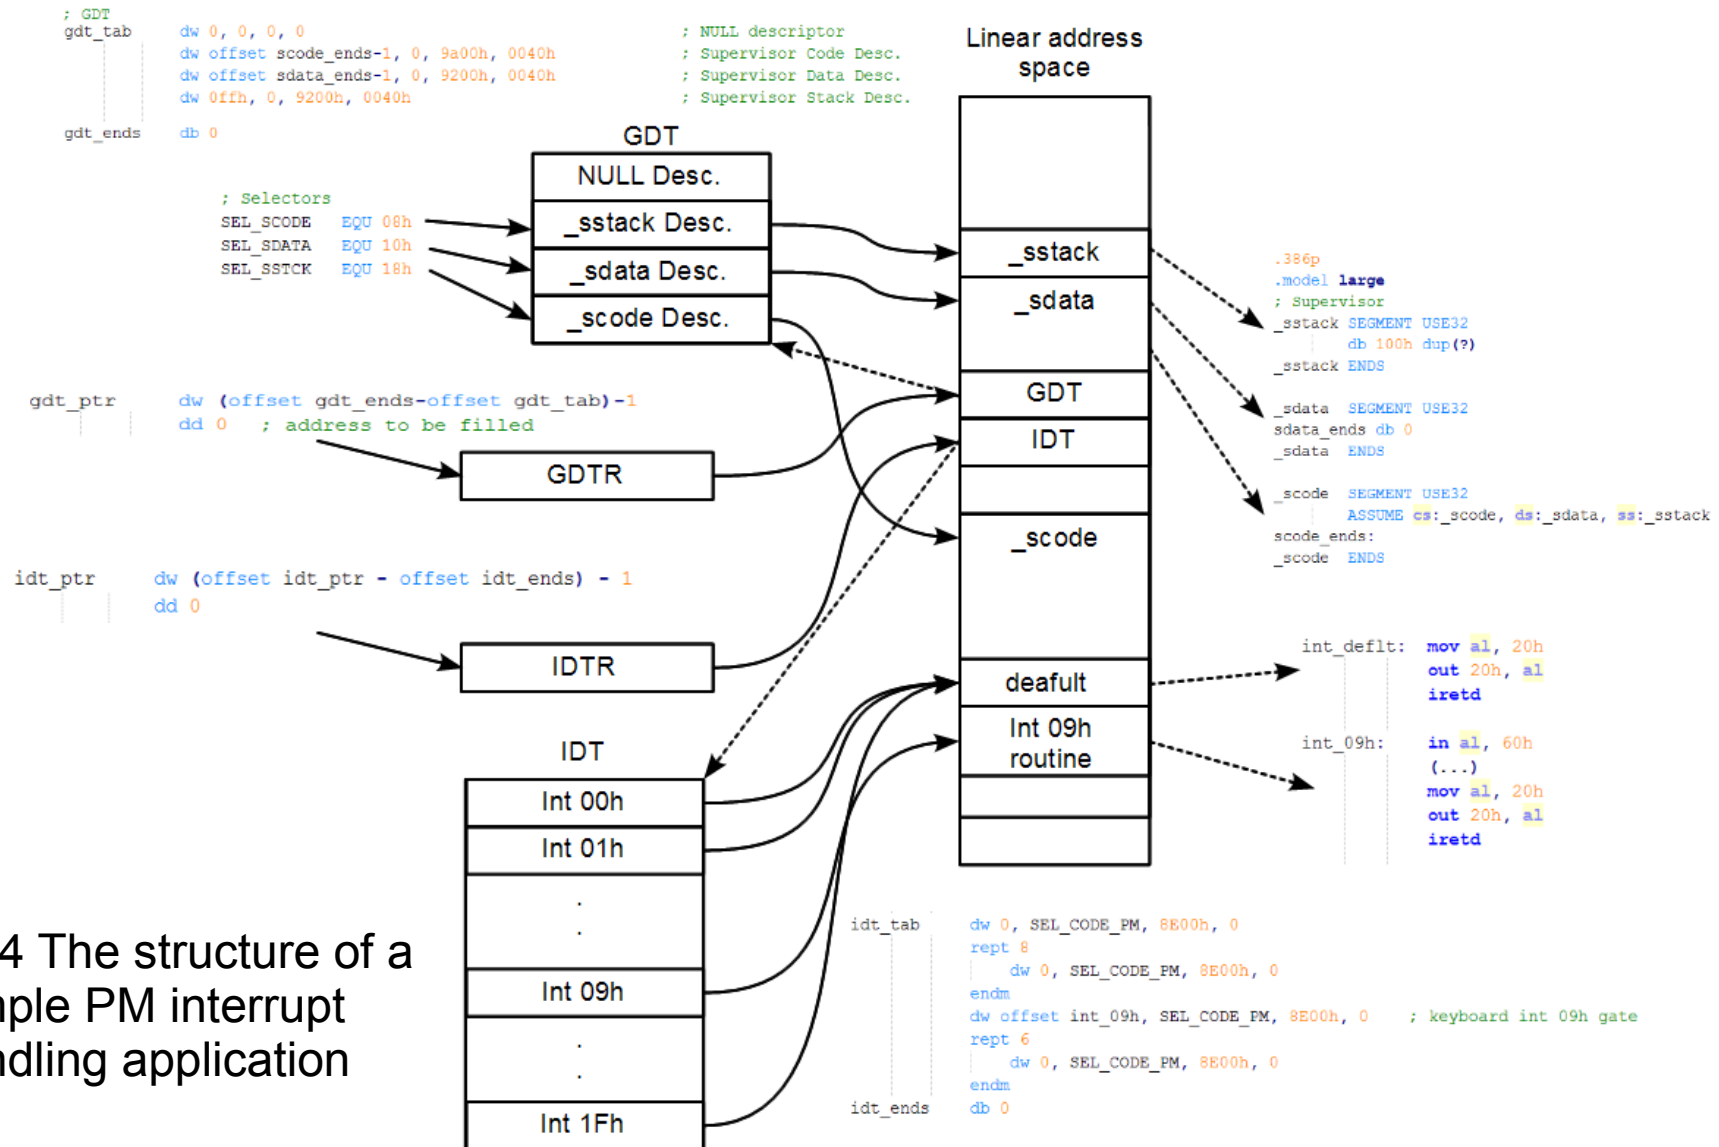 ; GDT
gdt_tab dw 0, 0, 0, 0 ; NULL descriptor
dw offset scode_ends-1, 0, 9a00h, 0040h ; Supervisor Code Desc.
dw offset sdata_ends-1, 0, 9200h, 0040h ; Supervisor Data Desc.
dw 0ffh, 0, 9200h, 0040h ; Supervisor Stack Desc.
gdt_ends db 0
; Selectors
SEL_SCODE EQU 08h
SEL_SDATA EQU 10h
SEL_SSTCK EQU 18h
GDT
NULL Desc.
_sstack Desc.
_sdata Desc.
_scode Desc.
gdt_ptr dw (offset gdt_ends-offset gdt_tab)-1
dd 0 ; address to be filled
GDTR
idt_ptr dw (offset idt_ptr - offset idt_ends) - 1
dd 0
IDTR
IDT
Int 00h
Int 01h
.
.
Int 09h
.
.
Int 1Fh
Linear address
space
_sstack
_sdata
GDT
IDT
_scode
deafult
Int 09h
routine
.386p
.model large
; Supervisor
_sstack SEGMENT USE32
db 100h dup(?)
_sstack ENDS
_sdata SEGMENT USE32
sdata_ends db 0
_sdata ENDS
_scode SEGMENT USE32
ASSUME cs:_scode, ds:_sdata, ss:_sstack
scode_ends:
_scode ENDS
int_deflt: mov al, 20h
out 20h, al
iretd
int_09h: in al, 60h
(...)
mov al, 20h
out 20h, al
iretd
idt_tab dw 0, SEL_CODE_PM, 8E00h, 0
rept 8
dw 0, SEL_CODE_PM, 8E00h, 0
endm
dw offset int_09h, SEL_CODE_PM, 8E00h, 0 ; keyboard int 09h gate
rept 6
dw 0, SEL_CODE_PM, 8E00h, 0
endm
idt_ends db 0
4 The structure of a
mple PM interrupt
ndling application